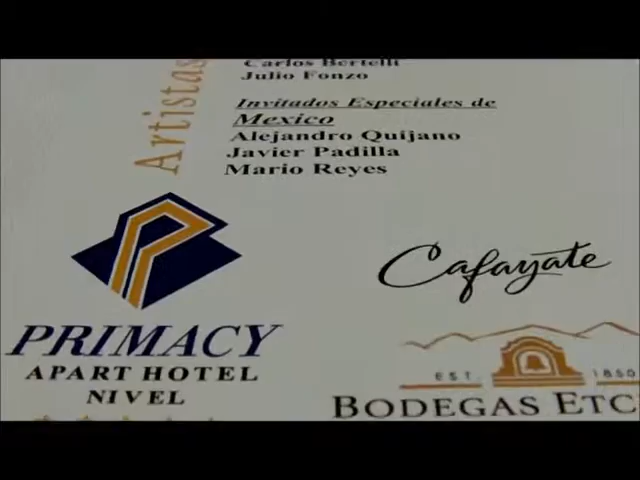 Artistas
Carlos Bertelli
Julio Fonzo
Invitados Especiales de
Mexico
Alejandro Quijano
Javier Padilla
Mario Reyes
PRIMACY
APART HOTEL
NIVEL
Cafayate
EST. 1850
BODEGAS ETC